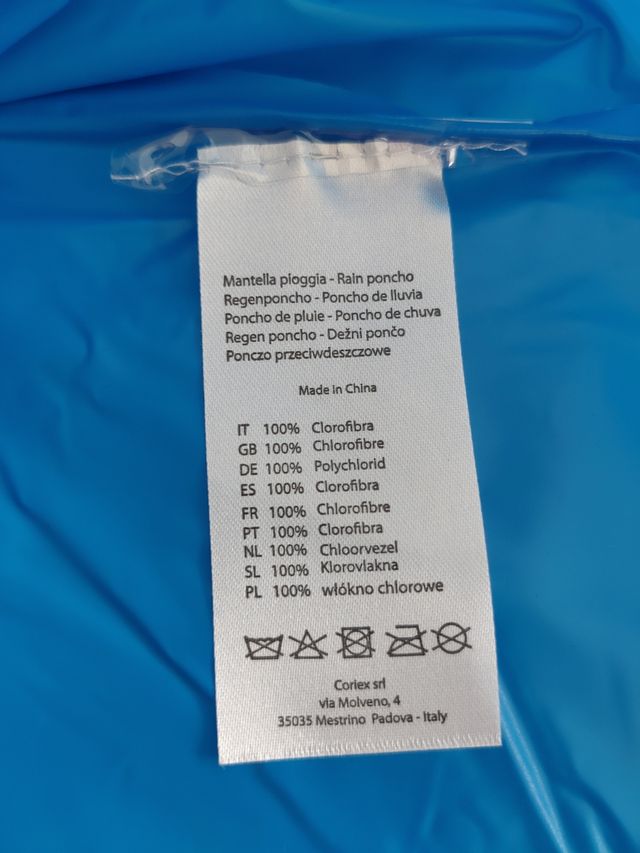 Mantella pioggia - Rain poncho
Regenponcho - Poncho de lluvia
Poncho de pluie - Poncho de chuva
Regen poncho - Dežni pončo
Ponczo przeciwdeszczowe
Made in China
IT 100% Clorofibra
GB 100% Chlorofibre
DE 100% Polychlorid
ES 100% Clorofibra
FR 100% Chlorofibre
PT 100% Clorofibra
NL 100% Chloorvezel
SL 100% Klorovlakna
PL 100% włókno chlorowe
Coriex srl
via Molveno, 4
35035 Mestrino Padova - Italy